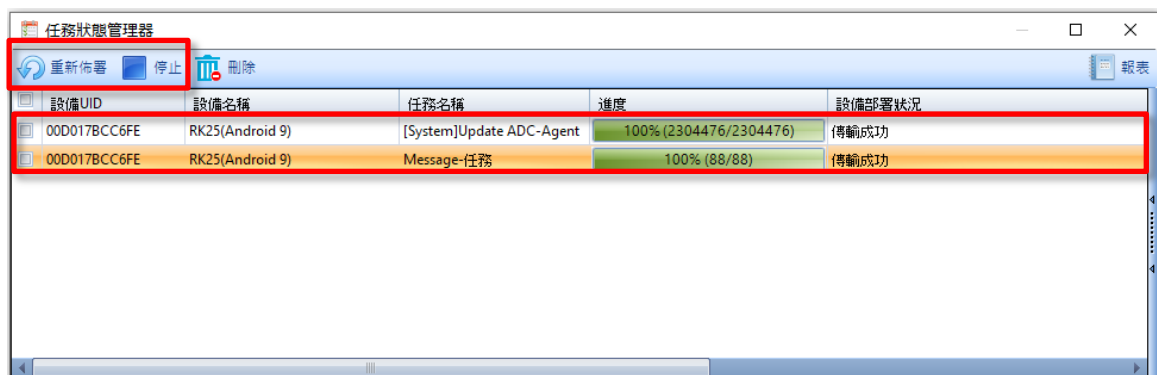 任務狀態管理器
重新佈署 停止 刪除 報表
設備UID 設備名稱 任務名稱 進度 設備部署狀況
00D017BCC6FE RK25(Android 9) [System]Update ADC-Agent 100% (2304476/2304476) 傳輸成功
00D017BCC6FE RK25(Android 9) Message-任務 100% (88/88) 傳輸成功